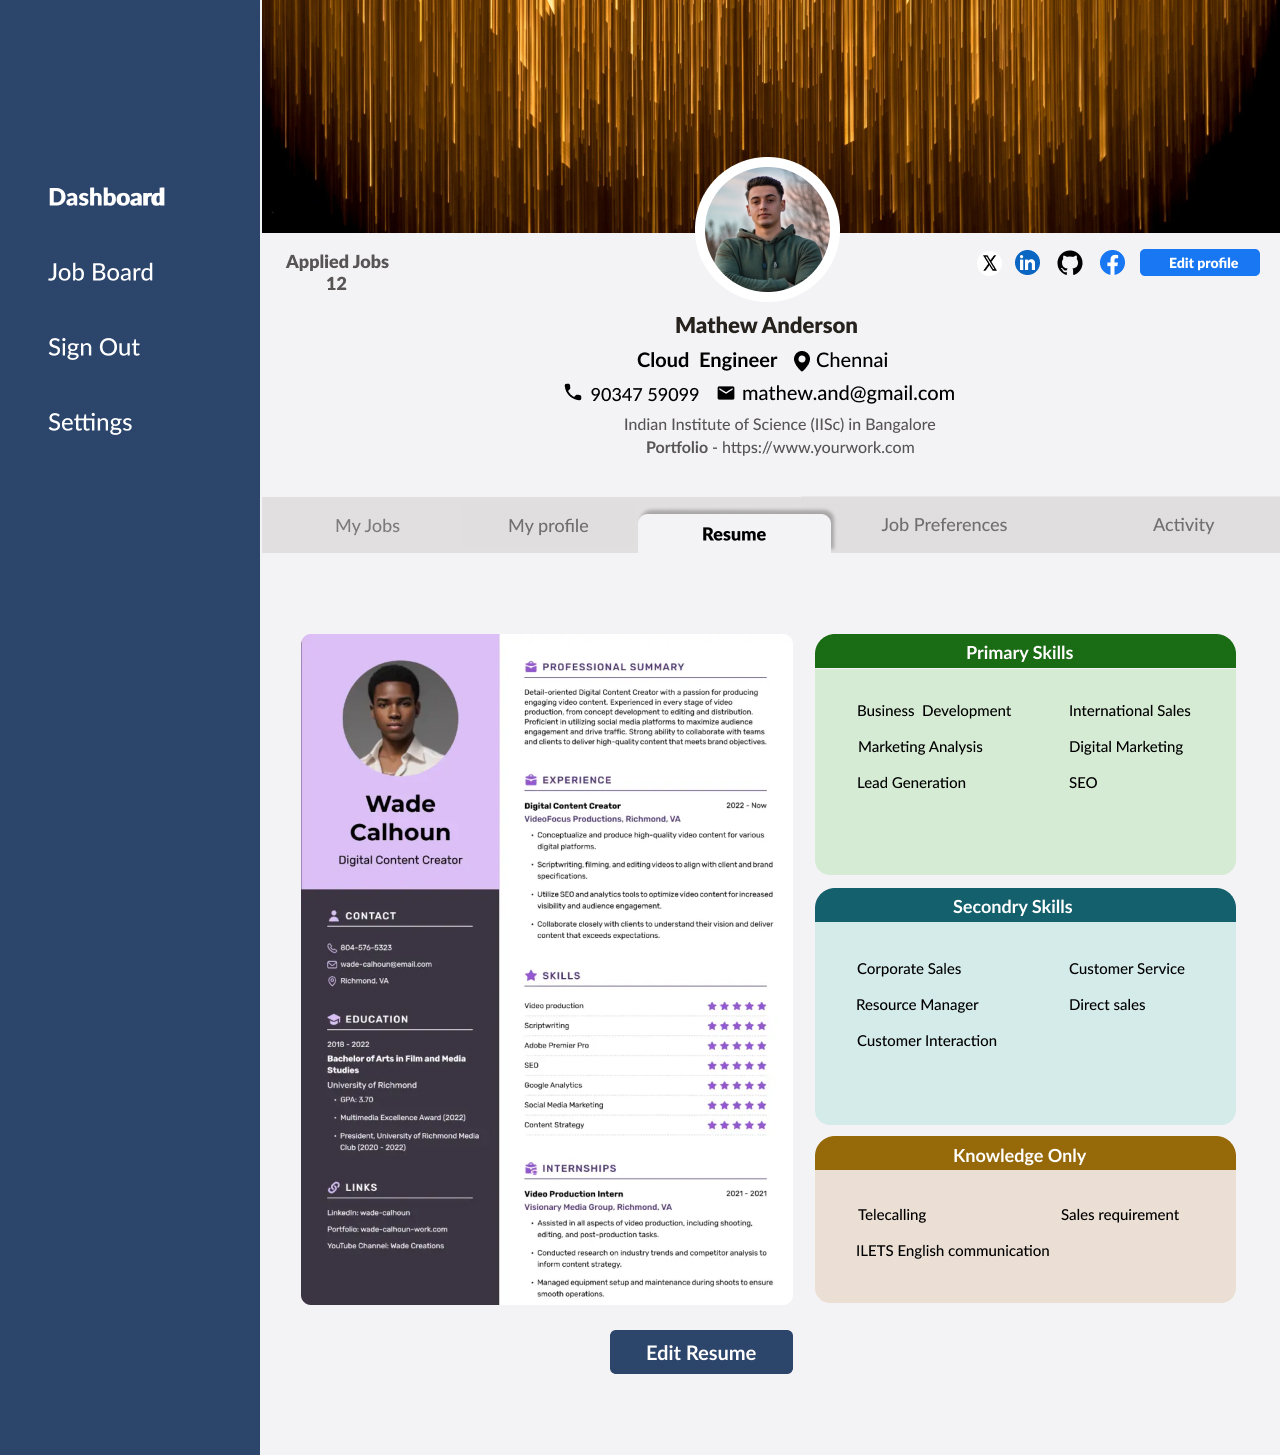 Dashboard
Job Board
Sign Out
Settings
Applied Jobs
12
Edit profile
Mathew Anderson
Cloud  Engineer Chennai
90347 59099 mathew.and@gmail.com
Indian Institute of Science (IISc) in Bangalore
Portfolio - https://www.yourwork.com
My Jobs
My profile
Resume
Job Preferences
Activity
Wade
Calhoun
Digital Content Creator
CONTACT
804-576-5323
wade-calhoun@email.com
Richmond, VA
EDUCATION
2018 - 2022
Bachelor of Arts in Film and Media
Studies
University of Richmond
• GPA: 3.70
• Multimedia Excellence Award (2022)
• President, University of Richmond Media
Club (2020 - 2022)
LINKS
LinkedIn: wade-calhoun
Portfolio: wade-calhoun-work.com
YouTube Channel: Wade Creations
PROFESSIONAL SUMMARY
Detail-oriented Digital Content Creator with a passion for producing
engaging video content. Experienced in every stage of video
production, from concept development to editing and distribution.
Proficient in utilizing social media platforms to maximize audience
engagement and drive traffic. Strong ability to collaborate with teams
and clients to deliver high-quality content that meets brand objectives.
EXPERIENCE
Digital Content Creator 2022 - Now
VideoFocus Productions, Richmond, VA
• Conceptualize and produce high-quality video content for various
digital platforms.
• Scriptwriting, filming, and editing videos to align with client and brand
specifications.
• Utilize SEO and analytics tools to optimize video content for increased
visibility and audience engagement.
• Collaborate closely with clients to understand their vision and deliver
content that exceeds expectations.
SKILLS
Video production
Scriptwriting
Adobe Premier Pro
SEO
Google Analytics
Social Media Marketing
Content Strategy
INTERNSHIPS
Video Production Intern 2021 - 2021
Visionary Media Group, Richmond, VA
• Assisted in all aspects of video production, including shooting,
editing, and post-production tasks.
• Conducted research on industry trends and competitor analysis to
inform content strategy.
• Managed equipment setup and maintenance during shoots to ensure
smooth operations.
Edit Resume
Primary Skills
Business  Development International Sales
Marketing Analysis Digital Marketing
Lead Generation SEO
Secondry Skills
Corporate Sales Customer Service
Resource Manager Direct sales
Customer Interaction
Knowledge Only
Telecalling Sales requirement
ILETS English communication